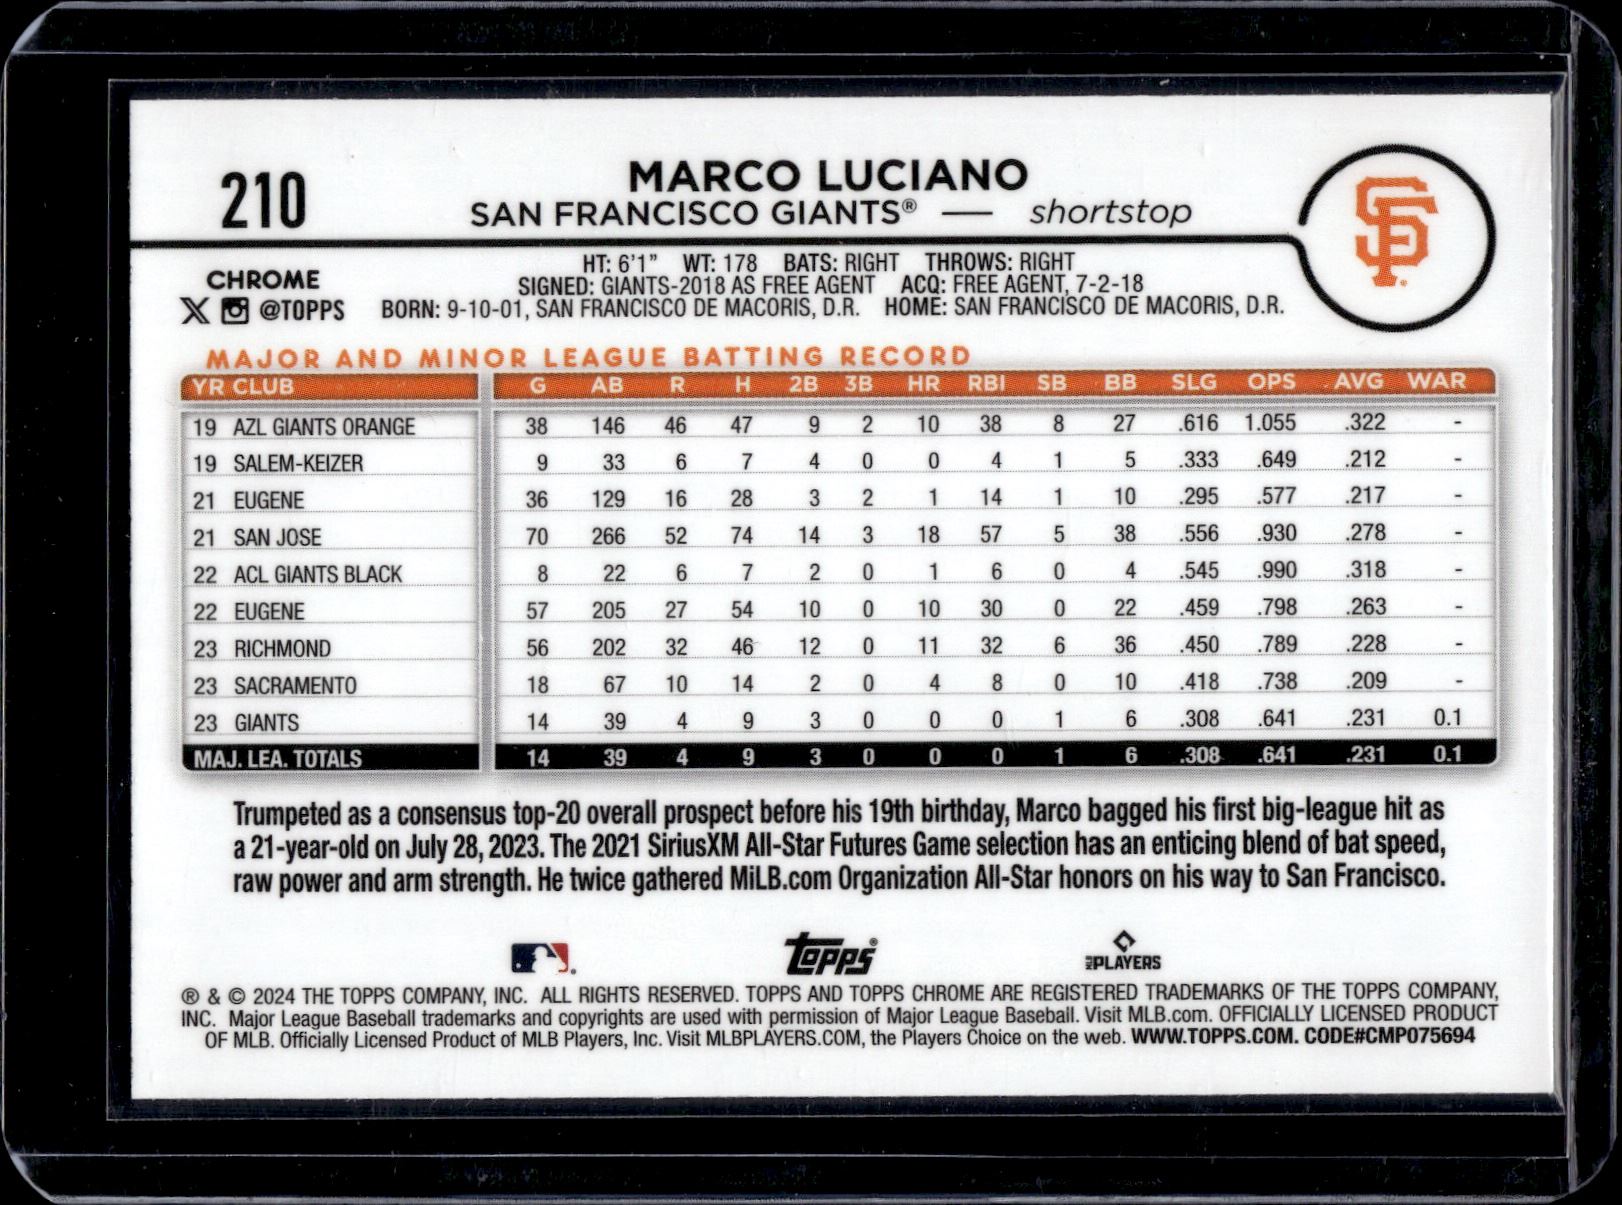 210
MARCO LUCIANO
SAN FRANCISCO GIANTS® — shortstop
SF
CHROME
@TOPPS
HT: 6'1" WT: 178 BATS: RIGHT THROWS: RIGHT
SIGNED: GIANTS-2018 AS FREE AGENT ACQ: FREE AGENT, 7-2-18
BORN: 9-10-01, SAN FRANCISCO DE MACORIS, D.R. HOME: SAN FRANCISCO DE MACORIS, D.R.
MAJOR AND MINOR LEAGUE BATTING RECORD
YR CLUB G AB R H 2B 3B HR RBI SB BB SLG OPS AVG WAR
19 AZL GIANTS ORANGE 38 146 46 47 9 2 10 38 8 27 .616 1.055 .322 -
19 SALEM-KEIZER 9 33 6 7 4 0 0 4 1 5 .333 .649 .212 -
21 EUGENE 36 129 16 28 3 2 1 14 1 10 .295 .577 .217 -
21 SAN JOSE 70 266 52 74 14 3 18 57 5 38 .556 .930 .278 -
22 ACL GIANTS BLACK 8 22 6 7 2 0 1 6 0 4 .545 .990 .318 -
22 EUGENE 57 205 27 54 10 0 10 30 0 22 .459 .798 .263 -
23 RICHMOND 56 202 32 46 12 0 11 32 6 36 .450 .789 .228 -
23 SACRAMENTO 18 67 10 14 2 0 4 8 0 10 .418 .738 .209 -
23 GIANTS 14 39 4 9 3 0 0 0 1 6 .308 .641 .231 0.1
MAJ. LEA. TOTALS 14 39 4 9 3 0 0 0 1 6 .308 .641 .231 0.1
Trumpeted as a consensus top-20 overall prospect before his 19th birthday, Marco bagged his first big-league hit as
a 21-year-old on July 28, 2023. The 2021 SiriusXM All-Star Futures Game selection has an enticing blend of bat speed,
raw power and arm strength. He twice gathered MiLB.com Organization All-Star honors on his way to San Francisco.
topps®
MLB PLAYERS
® & © 2024 THE TOPPS COMPANY, INC. ALL RIGHTS RESERVED. TOPPS AND TOPPS CHROME ARE REGISTERED TRADEMARKS OF THE TOPPS COMPANY,
INC. Major League Baseball trademarks and copyrights are used with permission of Major League Baseball. Visit MLB.com. OFFICIALLY LICENSED PRODUCT
OF MLB. Officially Licensed Product of MLB Players, Inc. Visit MLBPLAYERS.COM, the Players Choice on the web. WWW.TOPPS.COM. CODE#CMP075694